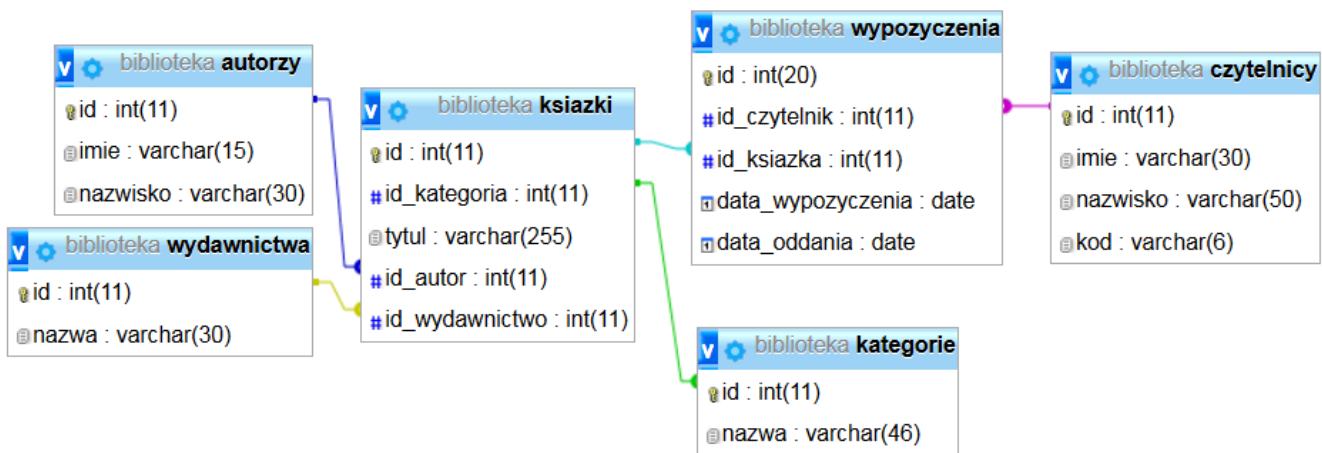 biblioteka autorzy
id : int(11)
imie : varchar(15)
nazwisko : varchar(30)
biblioteka wydawnictwa
id : int(11)
nazwa : varchar(30)
biblioteka ksiazki
id : int(11)
id_kategoria : int(11)
tytul : varchar(255)
id_autor : int(11)
id_wydawnictwo : int(11)
biblioteka wypozyczenia
id : int(20)
id_czytelnik : int(11)
id_ksiazka : int(11)
data_wypozyczenia : date
data_oddania : date
biblioteka kategorie
id : int(11)
nazwa : varchar(46)
biblioteka czytelnicy
id : int(11)
imie : varchar(30)
nazwisko : varchar(50)
kod : varchar(6)